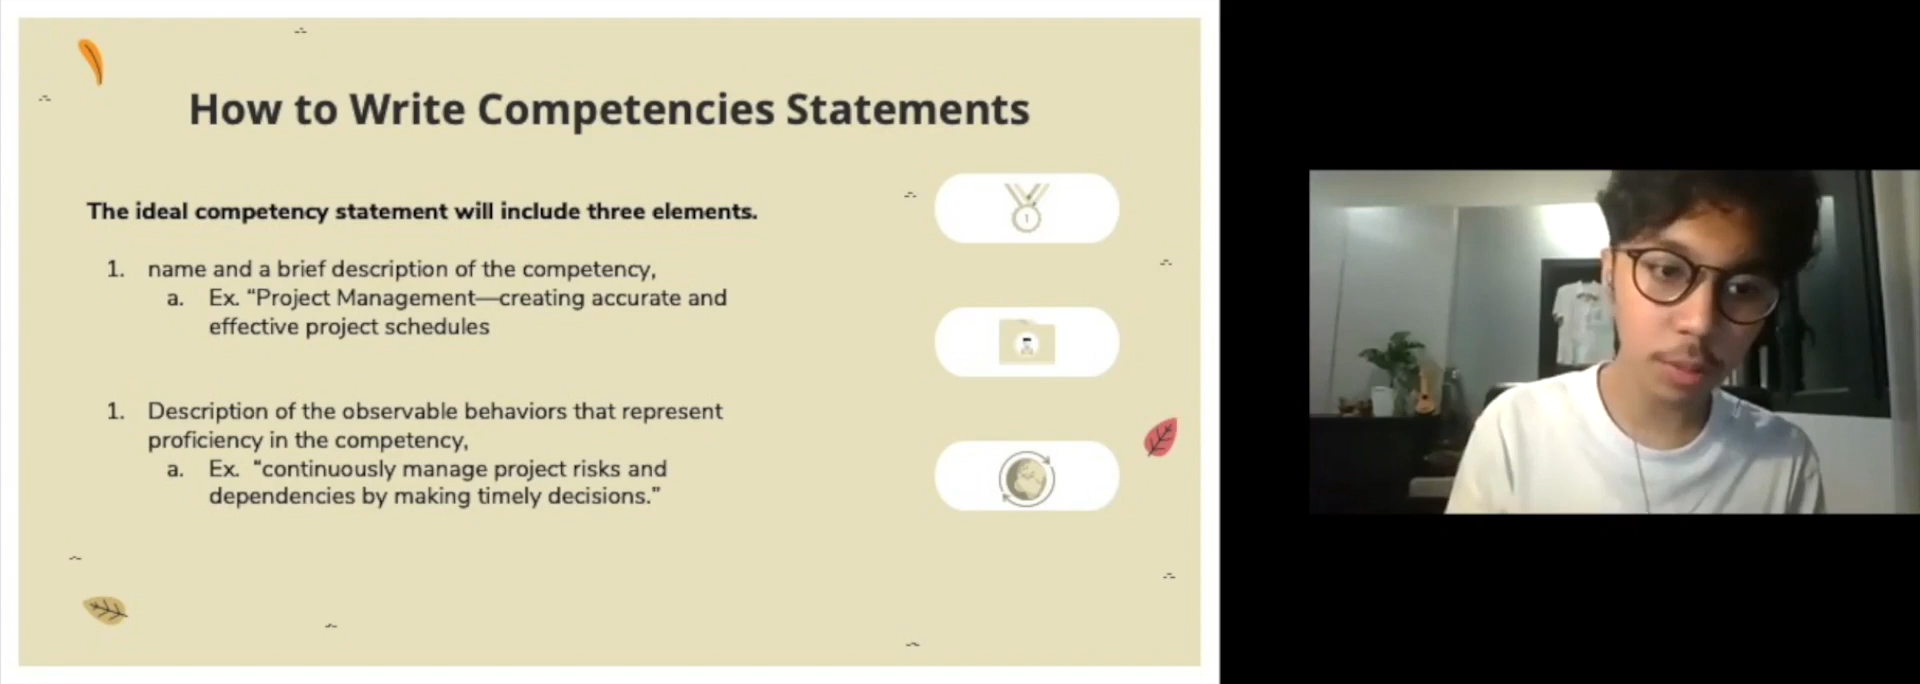 How to Write Competencies Statements
The ideal competency statement will include three elements.
1. name and a brief description of the competency,
a. Ex. “Project Management—creating accurate and
effective project schedules
1. Description of the observable behaviors that represent
proficiency in the competency,
a. Ex. “continuously manage project risks and
dependencies by making timely decisions.”
1